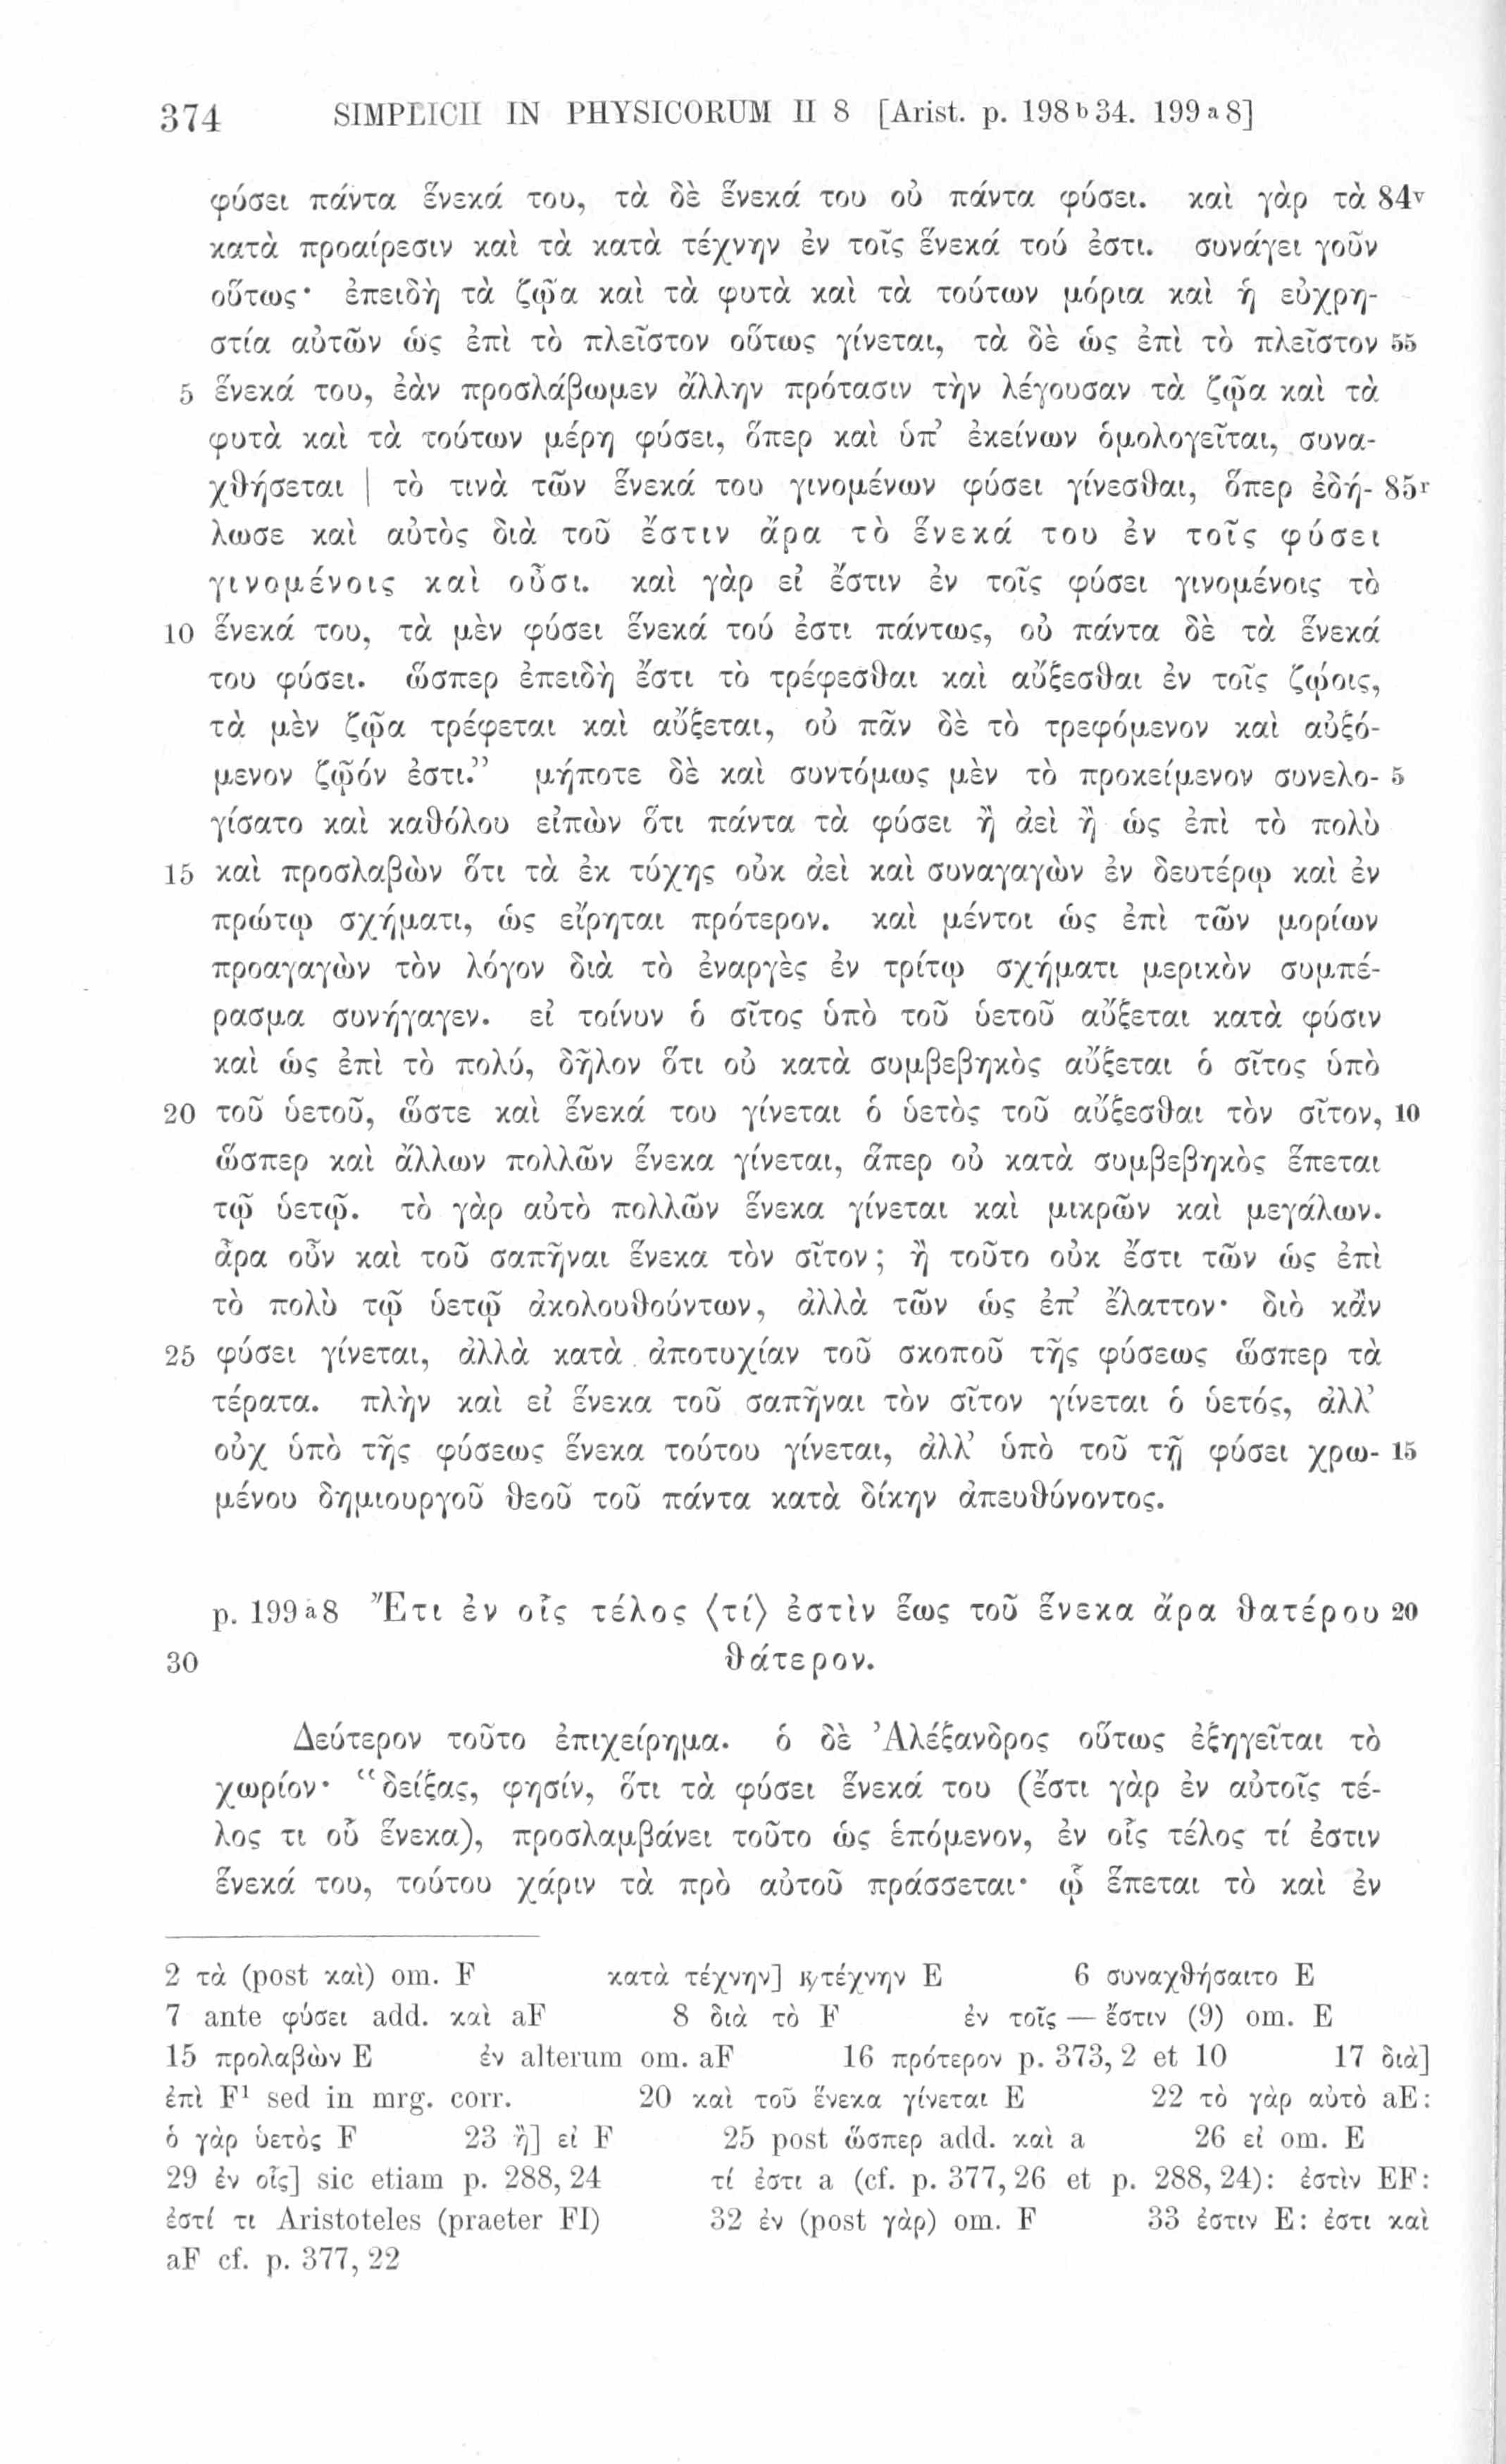 374 SIMPLICII IN PHYSICORUM II 8 [Arist. p. 198 b 34. 199 a 8]
φύσει πάντα ἕνεκά του, τὰ δὲ ἕνεκά του οὐ πάντα φύσει. καὶ γὰρ τὰ 84v
κατὰ προαίρεσιν καὶ τὰ κατὰ τέχνην ἐν τοῖς ἕνεκά τού ἐστι. συνάγει γοῦν
οὕτως· ἐπειδὴ τὰ ζῷα καὶ τὰ φυτὰ καὶ τὰ τούτων μόρια καὶ ἡ εὐχρη-
στία αὐτῶν ὡς ἐπὶ τὸ πλεῖστον οὕτως γίνεται, τὰ δὲ ὡς ἐπὶ τὸ πλεῖστον 55
5 ἕνεκά του, ἐὰν προσλάβωμεν ἄλλην πρότασιν τὴν λέγουσαν τὰ ζῷα καὶ τὰ
φυτὰ καὶ τὰ τούτων μέρη φύσει, ὅπερ καὶ ὑπ’ ἐκείνων ὁμολογεῖται, συνα-
χθήσεται | τὸ τινὰ τῶν ἕνεκά του γινομένων φύσει γίνεσθαι, ὅπερ ἐδή- 85r
λωσε καὶ αὐτὸς διὰ τοῦ ἔστιν ἄρα τὸ ἕνεκά του ἐν τοῖς φύσει
γινομένοις καὶ οὖσι. καὶ γὰρ εἰ ἔστιν ἐν τοῖς φύσει γινομένοις τὸ
10 ἕνεκά του, τὰ μὲν φύσει ἕνεκά τού ἐστι πάντως, οὐ πάντα δὲ τὰ ἕνεκά
του φύσει. ὥσπερ ἐπειδὴ ἔστι τὸ τρέφεσθαι καὶ αὔξεσθαι ἐν τοῖς ζῴοις,
τὰ μὲν ζῷα τρέφεται καὶ αὔξεται, οὐ πᾶν δὲ τὸ τρεφόμενον καὶ αὐξό-
μενον ζῷόν ἐστι.” μήποτε δὲ καὶ συντόμως μὲν τὸ προκείμενον συνελο- 5
γίσατο καὶ καθόλου εἰπὼν ὅτι πάντα τὰ φύσει ἢ ἀεὶ ἢ ὡς ἐπὶ τὸ πολὺ
15 καὶ προσλαβὼν ὅτι τὰ ἐκ τύχης οὐκ ἀεὶ καὶ συναγαγὼν ἐν δευτέρῳ καὶ ἐν
πρώτῳ σχήματι, ὡς εἴρηται πρότερον. καὶ μέντοι ὡς ἐπὶ τῶν μορίων
προαγαγὼν τὸν λόγον διὰ τὸ ἐναργὲς ἐν τρίτῳ σχήματι μερικὸν συμπέ-
ρασμα συνήγαγεν. εἰ τοίνυν ὁ σῖτος ὑπὸ τοῦ ὑετοῦ αὔξεται κατὰ φύσιν
καὶ ὡς ἐπὶ τὸ πολύ, δῆλον ὅτι οὐ κατὰ συμβεβηκὸς αὔξεται ὁ σῖτος ὑπὸ
20 τοῦ ὑετοῦ, ὥστε καὶ ἕνεκά του γίνεται ὁ ὑετὸς τοῦ αὔξεσθαι τὸν σῖτον, 10
ὥσπερ καὶ ἄλλων πολλῶν ἕνεκα γίνεται, ἅπερ οὐ κατὰ συμβεβηκὸς ἕπεται
τῷ ὑετῷ. τὸ γὰρ αὐτὸ πολλῶν ἕνεκα γίνεται καὶ μικρῶν καὶ μεγάλων.
ἆρα οὖν καὶ τοῦ σαπῆναι ἕνεκα τὸν σῖτον; ἢ τοῦτο οὐκ ἔστι τῶν ὡς ἐπὶ
τὸ πολὺ τῷ ὑετῷ ἀκολουθούντων, ἀλλὰ τῶν ὡς ἐπ’ ἔλαττον· διὸ κἂν
25 φύσει γίνεται, ἀλλὰ κατὰ ἀποτυχίαν τοῦ σκοποῦ τῆς φύσεως ὥσπερ τὰ
τέρατα. πλὴν καὶ εἰ ἕνεκα τοῦ σαπῆναι τὸν σῖτον γίνεται ὁ ὑετός, ἀλλ’
οὐχ ὑπὸ τῆς φύσεως ἕνεκα τούτου γίνεται, ἀλλ’ ὑπὸ τοῦ τῇ φύσει χρω- 15
μένου δημιουργοῦ θεοῦ τοῦ πάντα κατὰ δίκην ἀπευθύνοντος.
p. 199 a 8 Ἔτι ἐν οἷς τέλος ⟨τί⟩ ἐστὶν ἕως τοῦ ἕνεκα ἄρα θατέρου 20
30 θάτερον.
Δεύτερον τοῦτο ἐπιχείρημα. ὁ δὲ Ἀλέξανδρος οὕτως ἐξηγεῖται τὸ
χωρίον· “δείξας, φησίν, ὅτι τὰ φύσει ἕνεκά του (ἔστι γὰρ ἐν αὐτοῖς τέ-
λος τι οὗ ἕνεκα), προσλαμβάνει τοῦτο ὡς ἑπόμενον, ἐν οἷς τέλος τί ἐστιν
ἕνεκά του, τούτου χάριν τὰ πρὸ αὐτοῦ πράσσεται· ᾧ ἕπεται τὸ καὶ ἐν
2 τὰ (post καὶ) om. F κατὰ τέχνην] ϗ τέχνην E 6 συναχθήσαιτο E
7 ante φύσει add. καὶ aF 8 διὰ τὸ F ἐν τοῖς — ἔστιν (9) om. E
15 προλαβὼν E ἐν alterum om. aF 16 πρότερον p. 373, 2 et 10 17 διὰ]
ἐπὶ F¹ sed in mrg. corr. 20 καὶ τοῦ ἕνεκα γίνεται E 22 τὸ γὰρ αὐτὸ aE:
ὁ γὰρ ὑετὸς F 23 ἢ] εἰ F 25 post ὥσπερ add. καὶ a 26 εἰ om. E
29 ἐν οἷς] sic etiam p. 288, 24 τί ἐστι a (cf. p. 377, 26 et p. 288, 24): ἐστὶν EF:
ἐστί τι Aristoteles (praeter FI) 32 ἐν (post γὰρ) om. F 33 ἐστιν E: ἐστι καὶ
aF cf. p. 377, 22